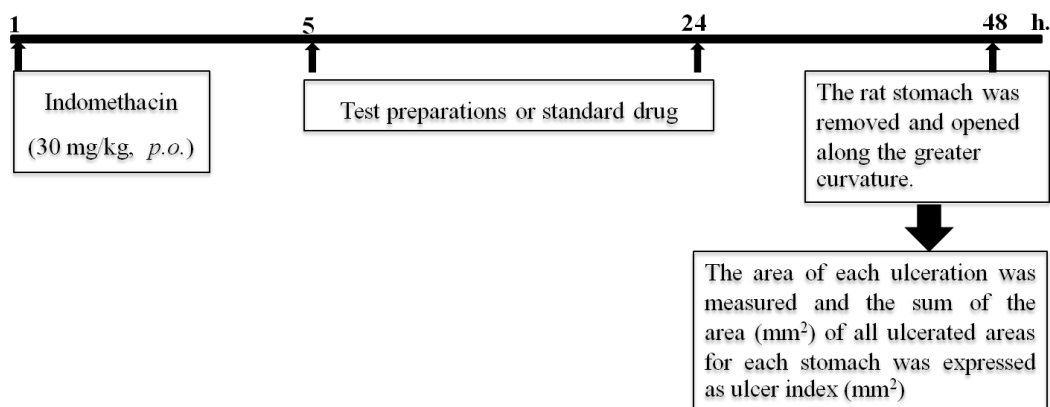 1 5 24 48 h.
Indomethacin
(30 mg/kg, p.o.)
Test preparations or standard drug
The rat stomach was
removed and opened
along the greater
curvature.
The area of each ulceration was
measured and the sum of the
area (mm²) of all ulcerated areas
for each stomach was expressed
as ulcer index (mm²)